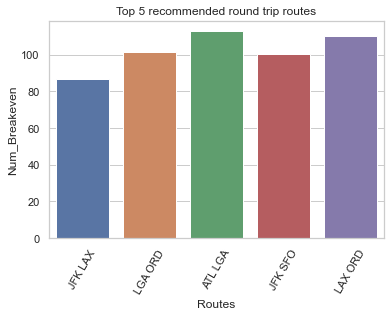 Top 5 recommended round trip routes
Num_Breakeven
100
80
60
40
20
0
JFK LAX
LGA ORD
ATL LGA
JFK SFO
LAX ORD
Routes